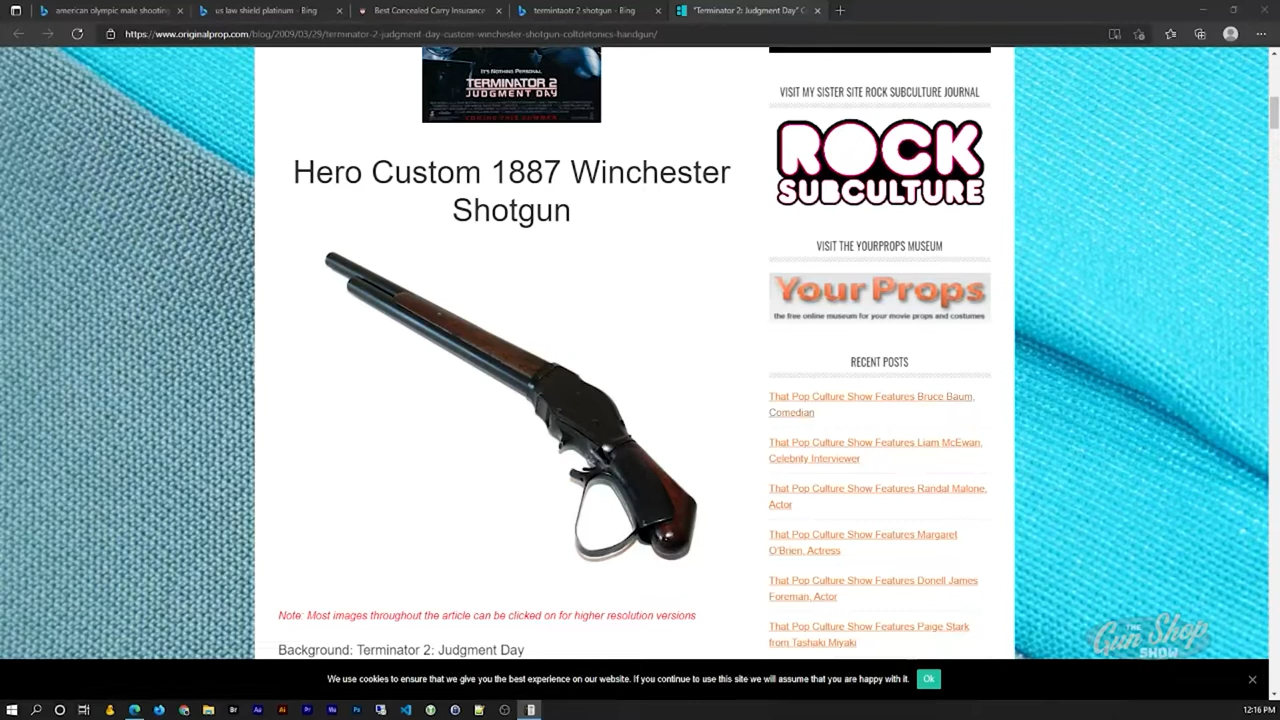 american olympic male shooting
us law shield platinum - Bing
Best Concealed Carry Insurance
terminaotr 2 shotgun - Bing
"Terminator 2: Judgment Day" C
https://www.originalprop.com/blog/2009/03/29/terminator-2-judgment-day-custom-winchester-shotgun-coltdetonics-handgun/
IT'S NOTHING PERSONAL.
TERMINATOR 2
JUDGMENT DAY
COMING THIS SUMMER
Hero Custom 1887 Winchester
Shotgun
Note: Most images throughout the article can be clicked on for higher resolution versions
Background: Terminator 2: Judgment Day
VISIT MY SISTER SITE ROCK SUBCULTURE JOURNAL
ROCK
SUBCULTURE
VISIT THE YOURPROPS MUSEUM
Your Props
the free online museum for your movie props and costumes
RECENT POSTS
That Pop Culture Show Features Bruce Baum,
Comedian
That Pop Culture Show Features Liam McEwan,
Celebrity Interviewer
That Pop Culture Show Features Randal Malone,
Actor
That Pop Culture Show Features Margaret
O'Brien, Actress
That Pop Culture Show Features Donell James
Foreman, Actor
That Pop Culture Show Features Paige Stark
from Tashaki Miyaki
THE
Gun Shop
SHOW
We use cookies to ensure that we give you the best experience on our website. If you continue to use this site we will assume that you are happy with it.
Ok
12:16 PM